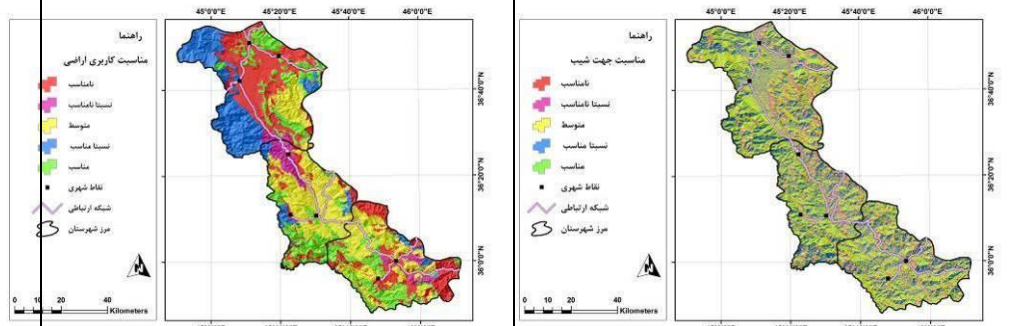 45°0'0"E 45°20'0"E 45°40'0"E 46°0'0"E
راهنما
مناسبت کاربری اراضی
نامناسب
نسبتا نامناسب
متوسط
نسبتا مناسب
مناسب
نقاط شهری
شبکه ارتباطی
مرز شهرستان
N
0 10 20 40
Kilometers
36°40'0"N
36°20'0"N
36°0'0"N
45°0'0"E 45°20'0"E 45°40'0"E 46°0'0"E
راهنما
مناسبت جهت شیب
نامناسب
نسبتا نامناسب
متوسط
نسبتا مناسب
مناسب
نقاط شهری
شبکه ارتباطی
مرز شهرستان
N
0 10 20 40
Kilometers
36°40'0"N
36°20'0"N
36°0'0"N